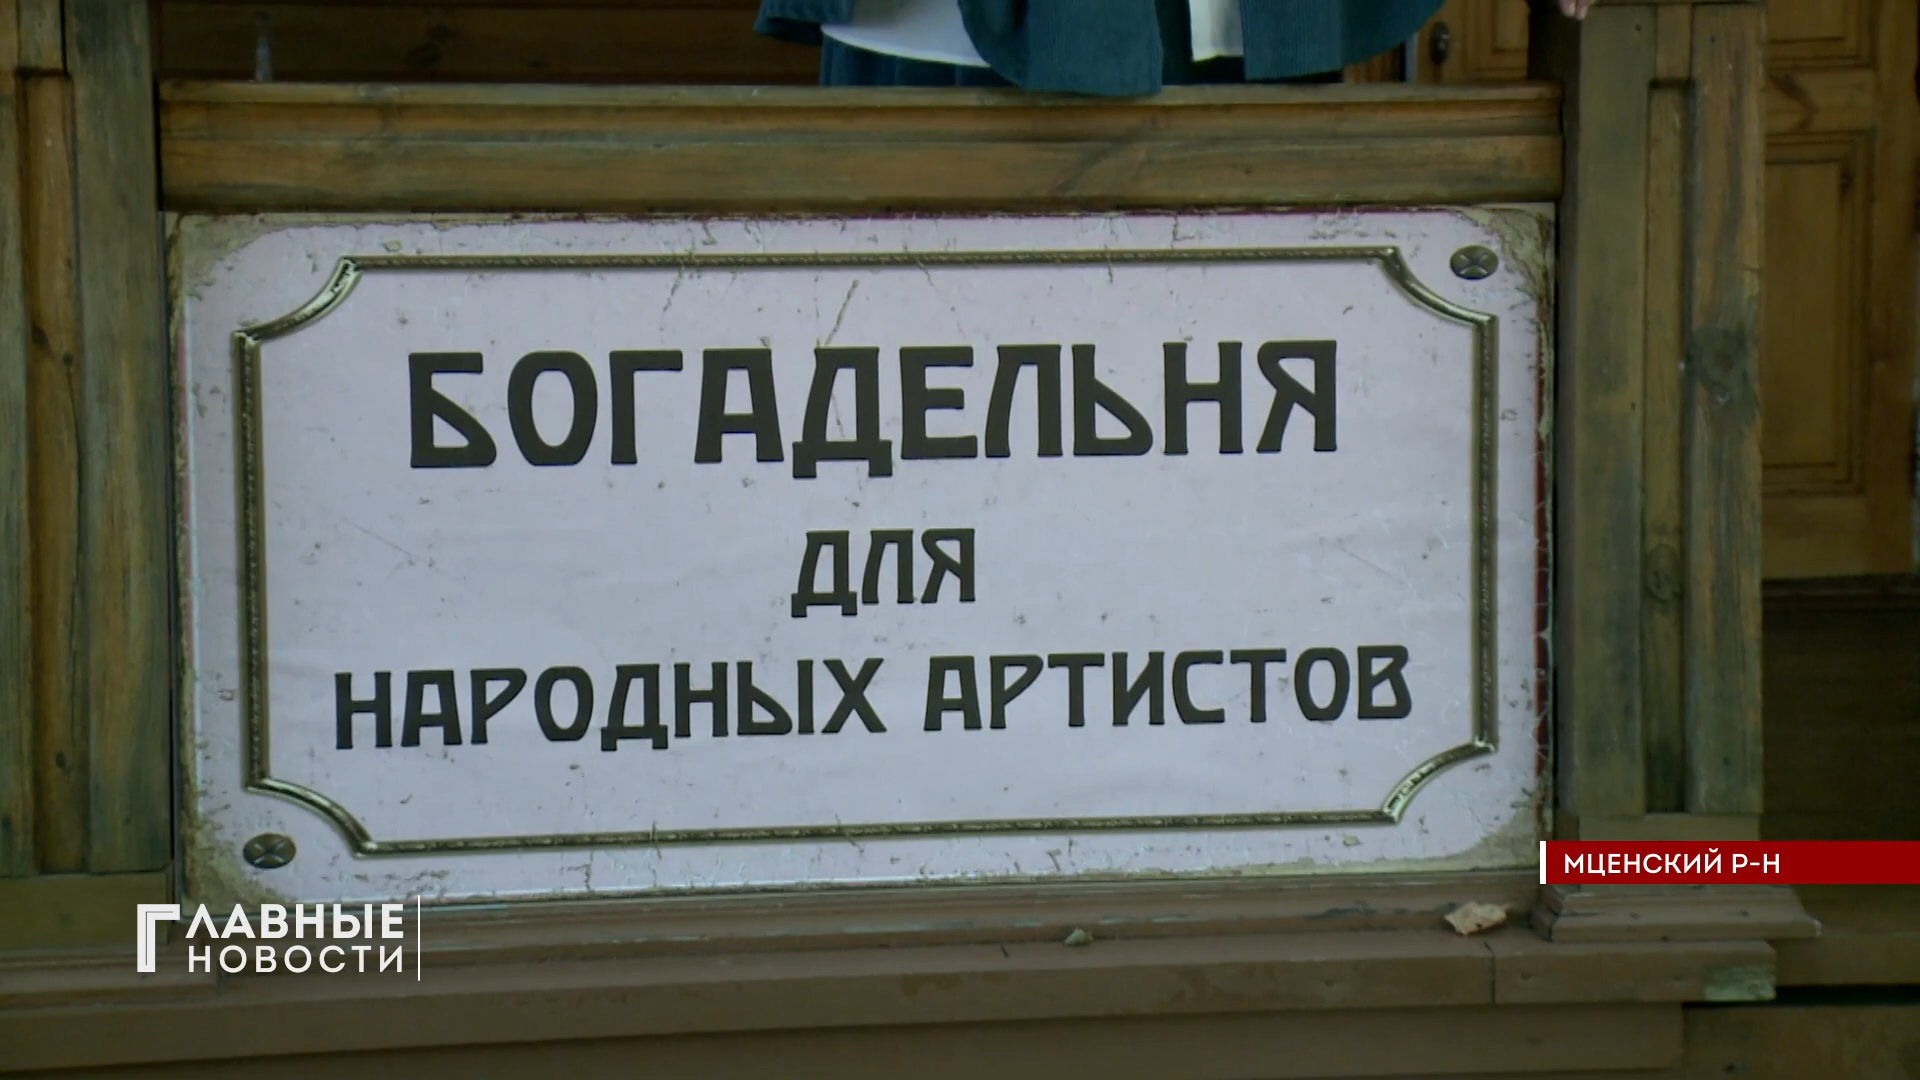 БОГАДЕЛЬНЯ
ДЛЯ
НАРОДНЫХ АРТИСТОВ
МЦЕНСКИЙ Р-Н
ГЛАВНЫЕ
НОВОСТИ